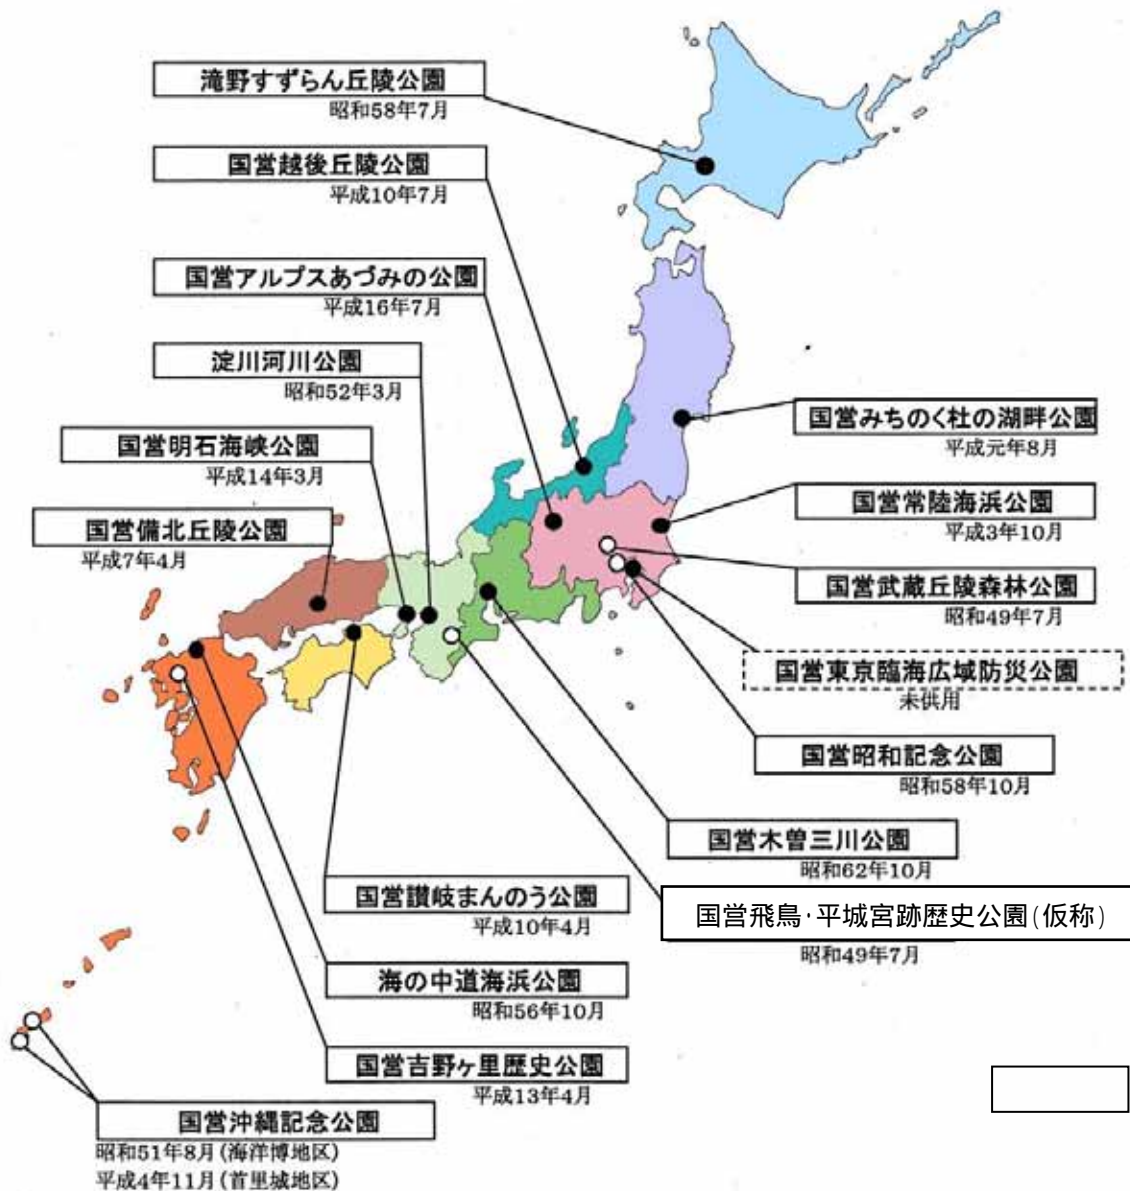 滝野すずらん丘陵公園
昭和58年7月
国営越後丘陵公園
平成10年7月
国営アルプスあづみの公園
平成16年7月
淀川河川公園
昭和52年3月
国営明石海峡公園
平成14年3月
国営備北丘陵公園
平成7年4月
国営みちのく杜の湖畔公園
平成元年8月
国営常陸海浜公園
平成3年10月
国営武蔵丘陵森林公園
昭和49年7月
国営東京臨海広域防災公園
未供用
国営昭和記念公園
昭和58年10月
国営木曽三川公園
昭和62年10月
国営飛鳥･平城宮跡歴史公園(仮称)
昭和49年7月
国営讃岐まんのう公園
平成10年4月
海の中道海浜公園
昭和56年10月
国営吉野ヶ里歴史公園
平成13年4月
国営沖縄記念公園
昭和51年8月(海洋博地区)
平成4年11月(首里城地区)